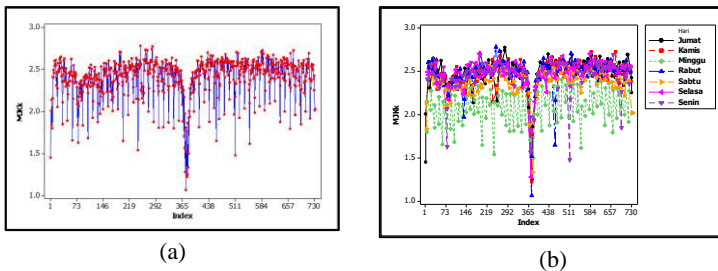 3.0
2.5
2.0
1.5
1.0
MJKk
1 73 146 219 292 365 438 511 584 657 730
Index
(a)
3.0
2.5
2.0
1.5
1.0
MJKk
1 73 146 219 292 365 438 511 584 657 730
Index
Hari
Jumat
Kamis
Minggu
Rabut
Sabtu
Selasa
Senin
(b)